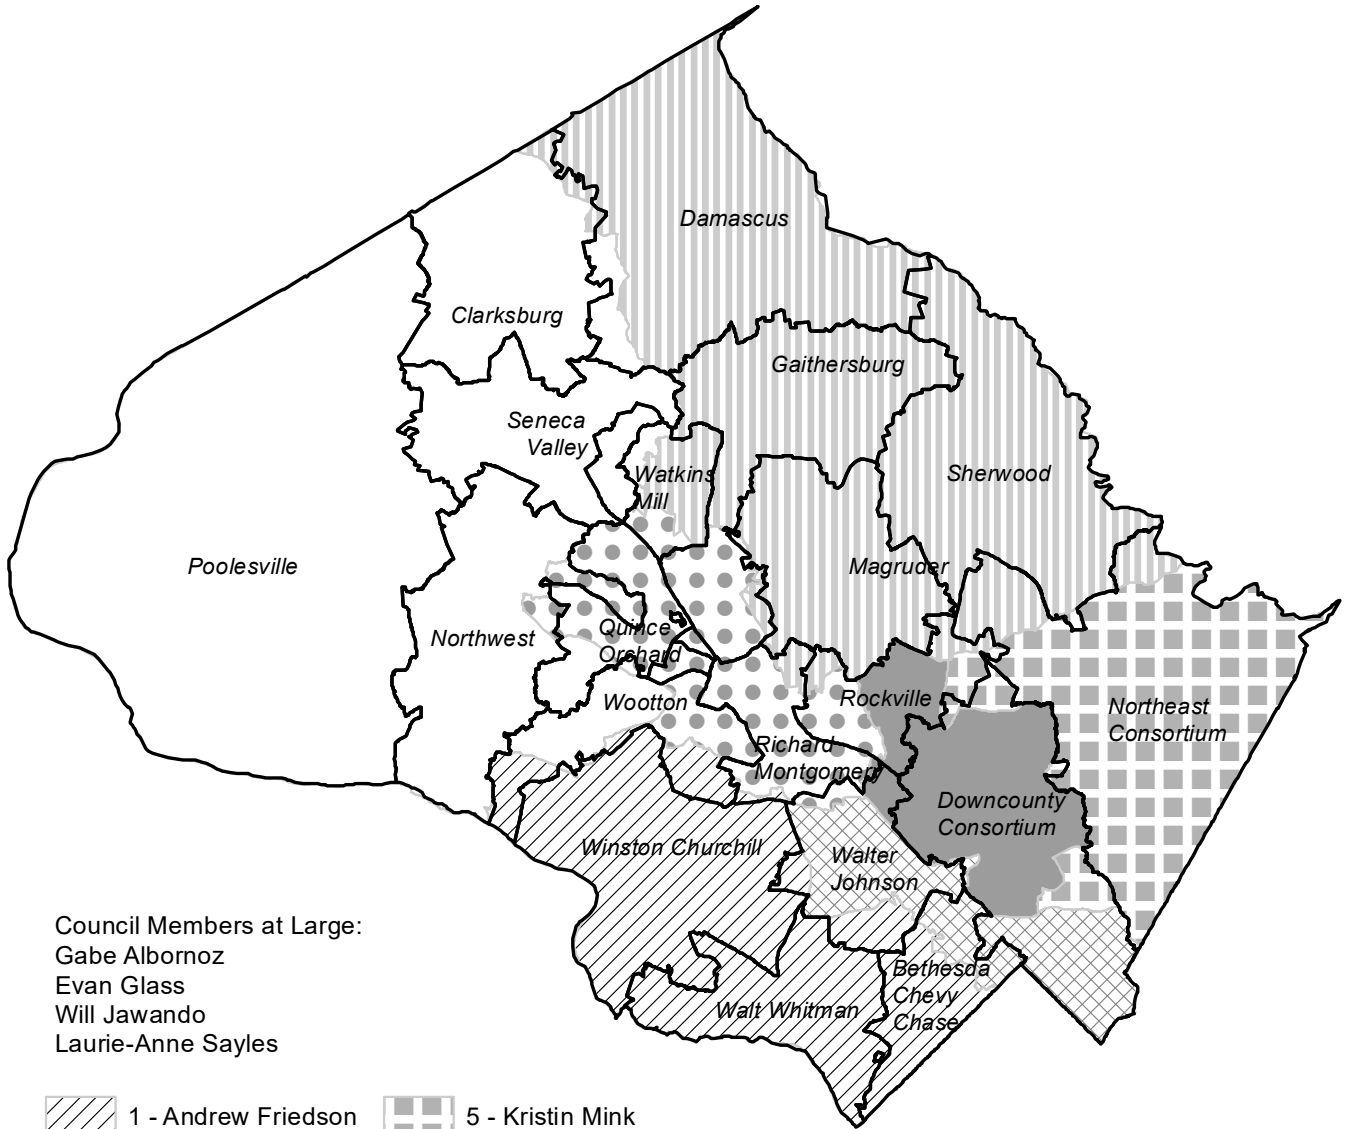 Damascus
Clarksburg
Gaithersburg
Seneca
Valley
Watkins
Mill
Sherwood
Poolesville
Magruder
Northwest
Quince
Orchard
Wootton
Rockville
Northeast
Consortium
Richard
Montgomery
Downcounty
Consortium
Winston Churchill
Walter
Johnson
Bethesda
Chevy
Chase
Walt Whitman
Council Members at Large:
Gabe Albornoz
Evan Glass
Will Jawando
Laurie-Anne Sayles
1 - Andrew Friedson
5 - Kristin Mink